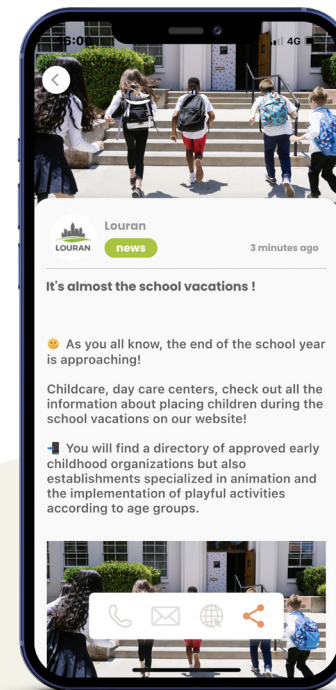 6:00
4G
Louran
LOURAN
news
3 minutes ago
It's almost the school vacations !
As you all know, the end of the school year
is approaching!
Childcare, day care centers, check out all the
information about placing children during the
school vacations on our website!
You will find a directory of approved early
childhood organizations but also
establishments specialized in animation and
the implementation of playful activities
according to age groups.